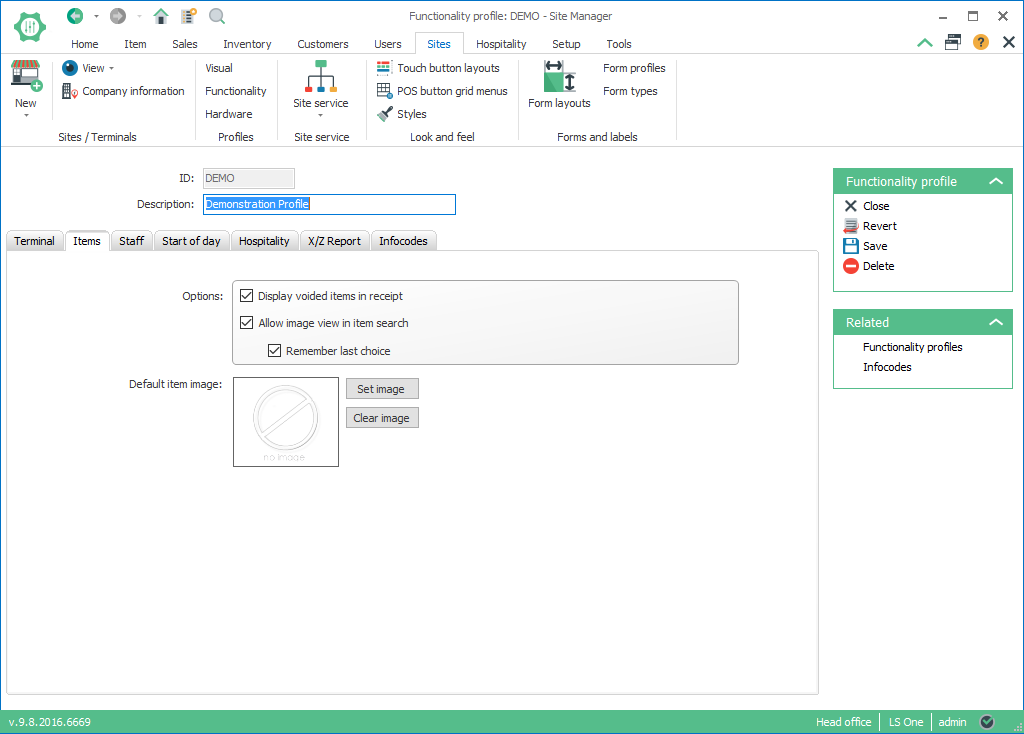 Functionality profile: DEMO - Site Manager
Home Item Sales Inventory Customers Users Sites Hospitality Setup Tools
?
New
View
Company information
Sites / Terminals
Visual
Functionality
Hardware
Profiles
Site service
Site service
Touch button layouts
POS button grid menus
Styles
Look and feel
Form layouts
Form profiles
Form types
Forms and labels
ID: DEMO
Description: Demonstration Profile
Terminal Items Staff Start of day Hospitality X/Z Report Infocodes
Options:
Display voided items in receipt
Allow image view in item search
Remember last choice
Default item image:
no image
Set image
Clear image
Functionality profile
Close
Revert
Save
Delete
Related
Functionality profiles
Infocodes
v.9.8.2016.6669
Head office LS One admin